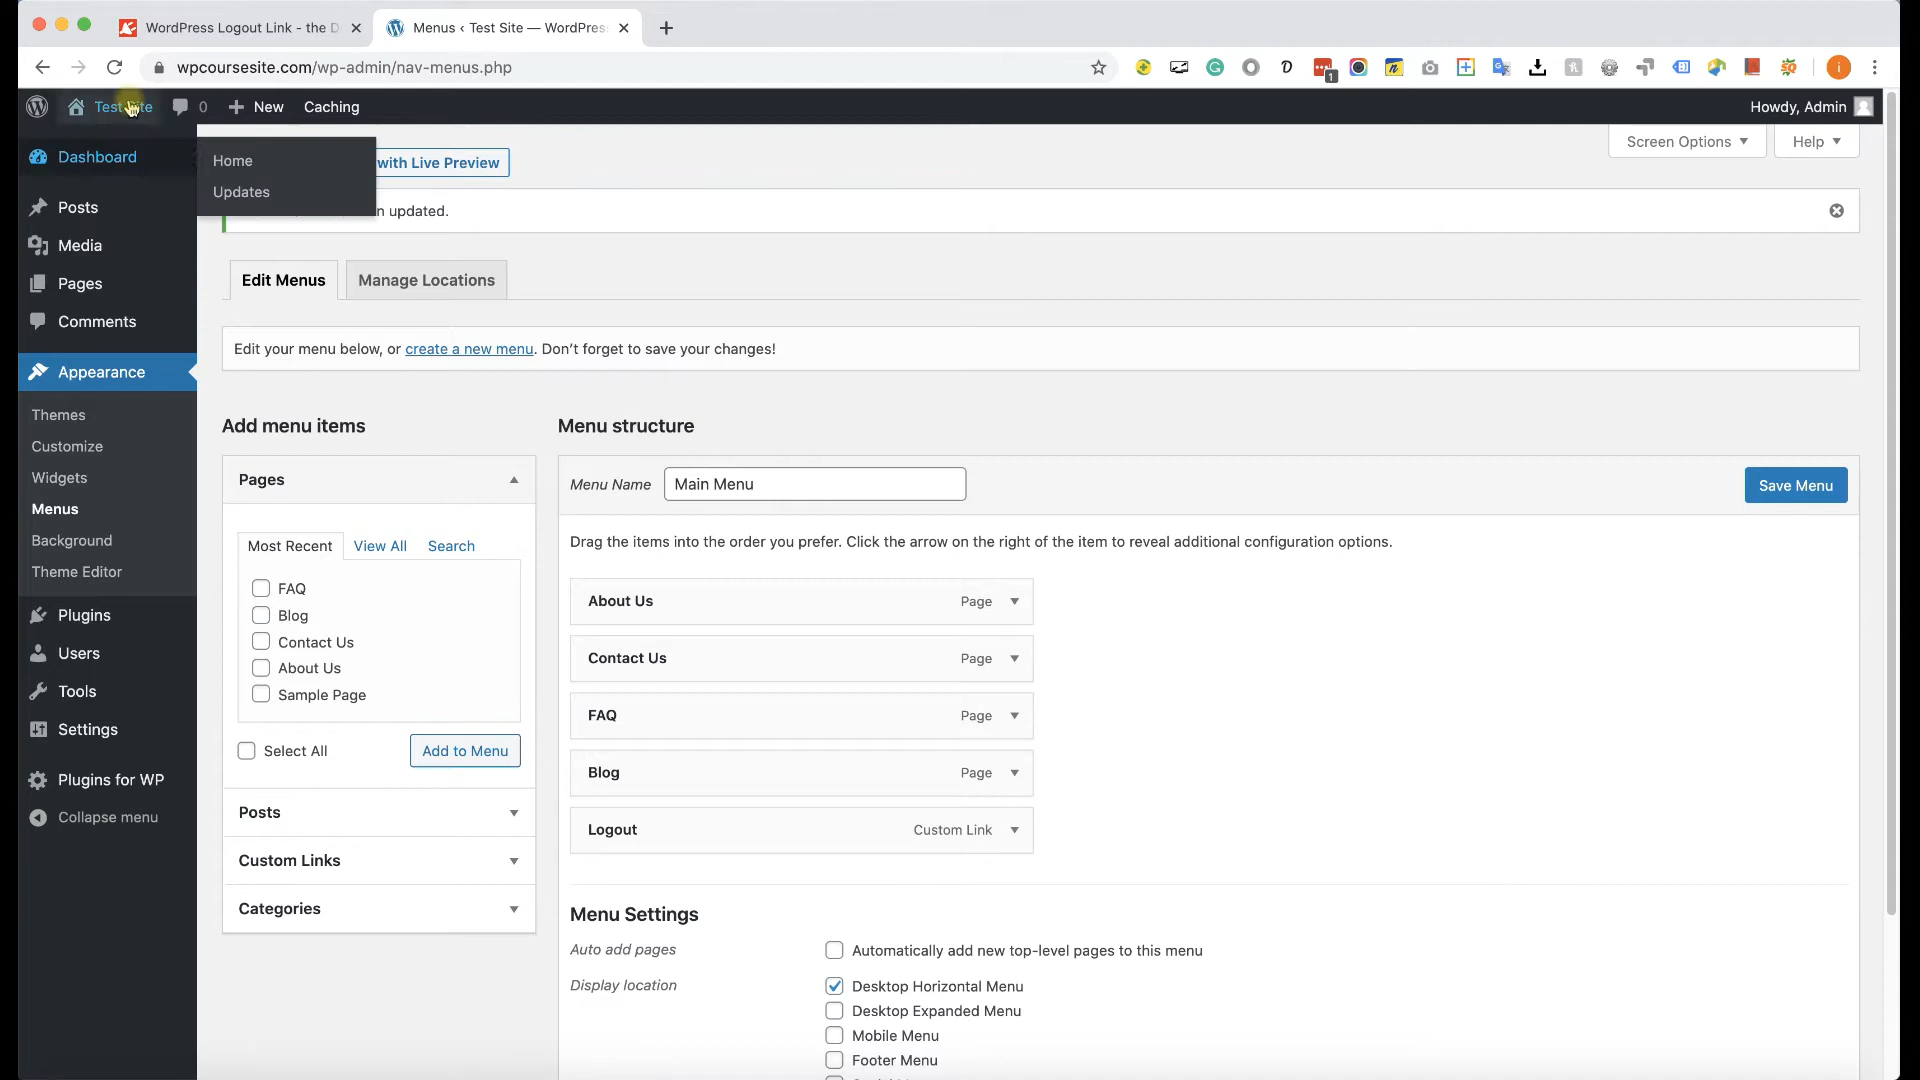 WordPress Logout Link - the D
Menus ‹ Test Site — WordPres
wpcoursesite.com/wp-admin/nav-menus.php
1
Test Site
0
New
Caching
Howdy, Admin
Dashboard
Home
Updates
Posts
Media
Pages
Comments
Appearance
Themes
Customize
Widgets
Menus
Background
Theme Editor
Plugins
Users
Tools
Settings
Plugins for WP
Collapse menu
with Live Preview
Screen Options
Help
n updated.
Edit Menus
Manage Locations
Edit your menu below, or create a new menu. Don’t forget to save your changes!
Add menu items
Pages
Most Recent
View All
Search
FAQ
Blog
Contact Us
About Us
Sample Page
Select All
Add to Menu
Posts
Custom Links
Categories
Menu structure
Menu Name
Main Menu
Save Menu
Drag the items into the order you prefer. Click the arrow on the right of the item to reveal additional configuration options.
About Us
Page
Contact Us
Page
FAQ
Page
Blog
Page
Logout
Custom Link
Menu Settings
Auto add pages
Automatically add new top-level pages to this menu
Display location
Desktop Horizontal Menu
Desktop Expanded Menu
Mobile Menu
Footer Menu